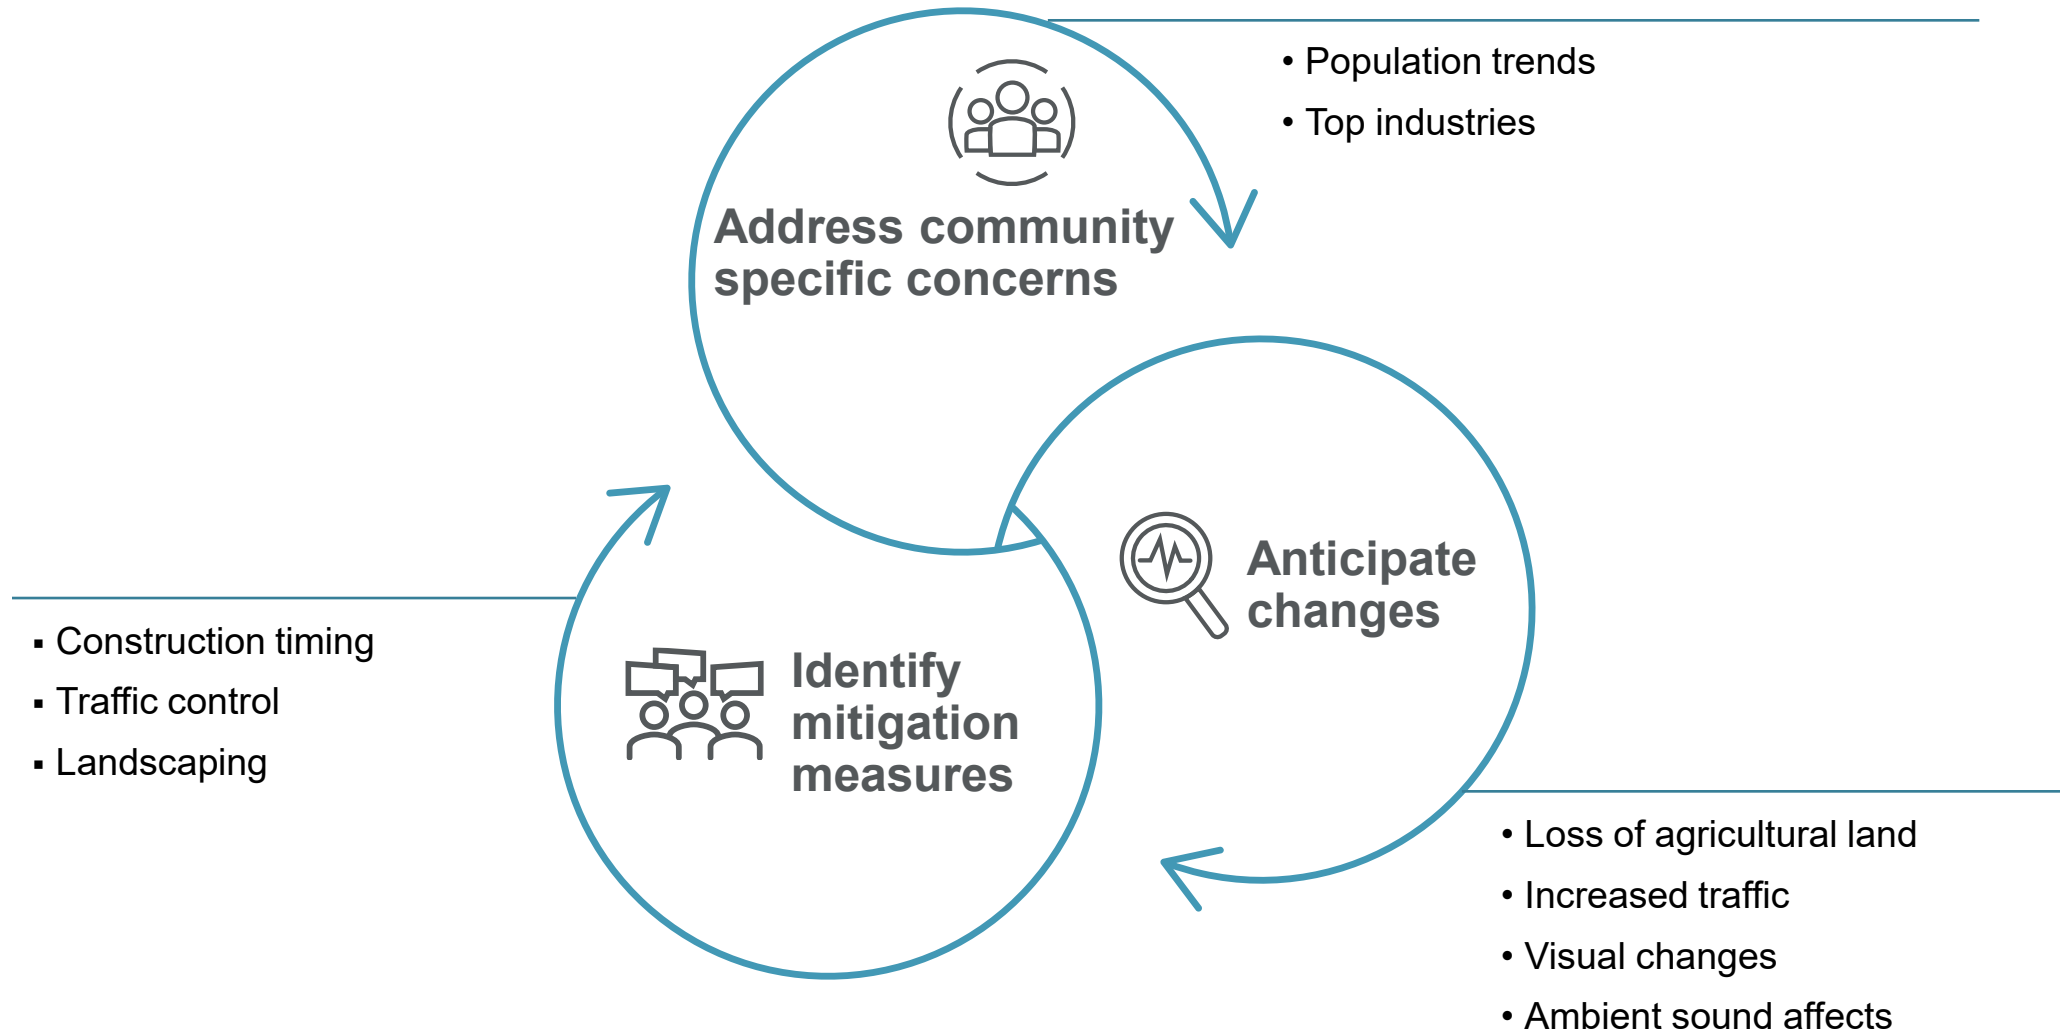 • Population trends
• Top industries
Address community
specific concerns
Anticipate
changes
▪ Construction timing
▪ Traffic control
▪ Landscaping
Identify
mitigation
measures
• Loss of agricultural land
• Increased traffic
• Visual changes
• Ambient sound affects